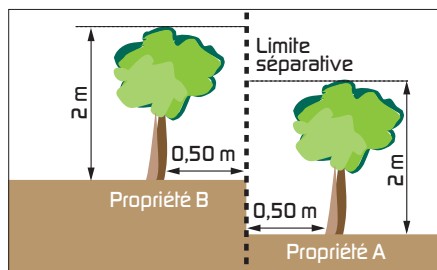 Limite
séparative
2 m
0,50 m
Propriété B
2 m
0,50 m
Propriété A